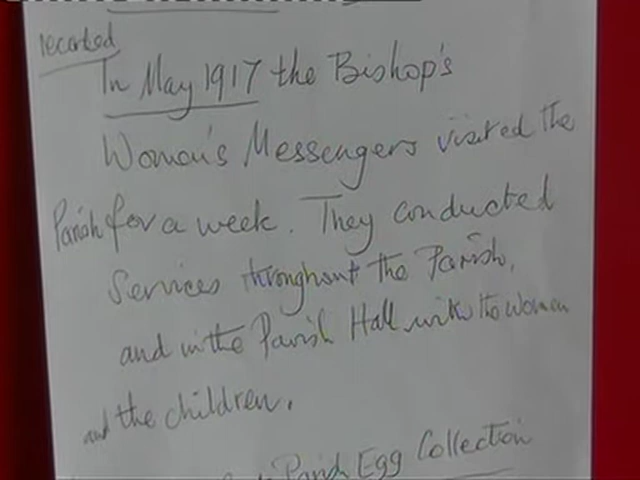 recorded
In May 1917 the Bishop's
Woman's Messengers visited the
Parish for a week. They conducted
Services throughout the Parish,
and in the Parish Hall with the Women
and the children.
Parish Egg Collection